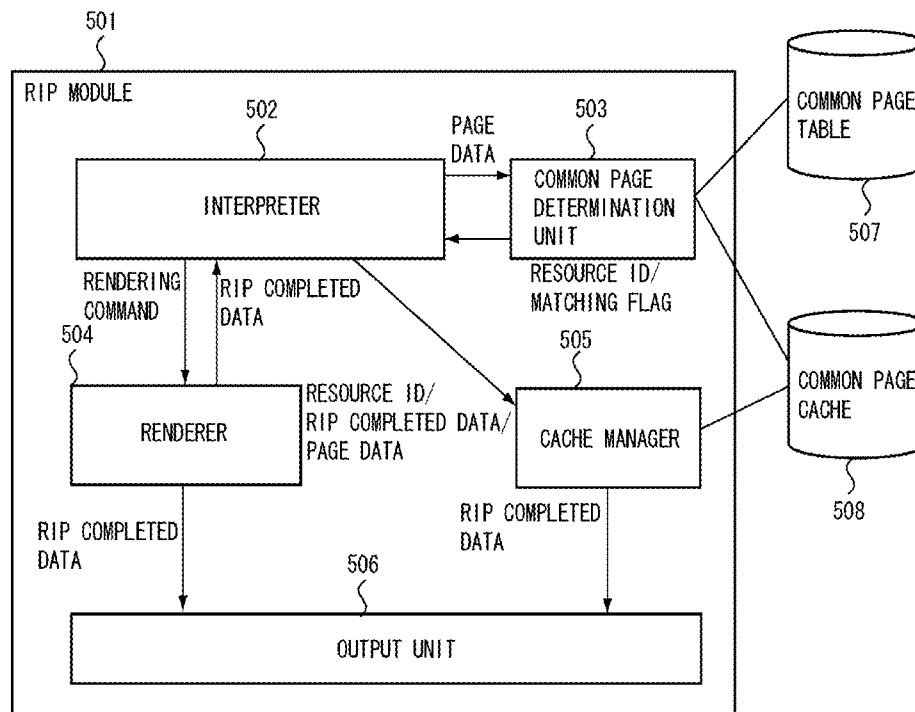 501
RIP MODULE
502
INTERPRETER
PAGE
DATA
503
COMMON PAGE
DETERMINATION
UNIT
COMMON PAGE
TABLE
507
RENDERING
COMMAND
RIP COMPLETED
DATA
RESOURCE ID/
MATCHING FLAG
504
RENDERER
RESOURCE ID/
RIP COMPLETED DATA/
PAGE DATA
505
CACHE MANAGER
COMMON PAGE
CACHE
508
RIP COMPLETED
DATA
RIP COMPLETED
DATA
506
OUTPUT UNIT